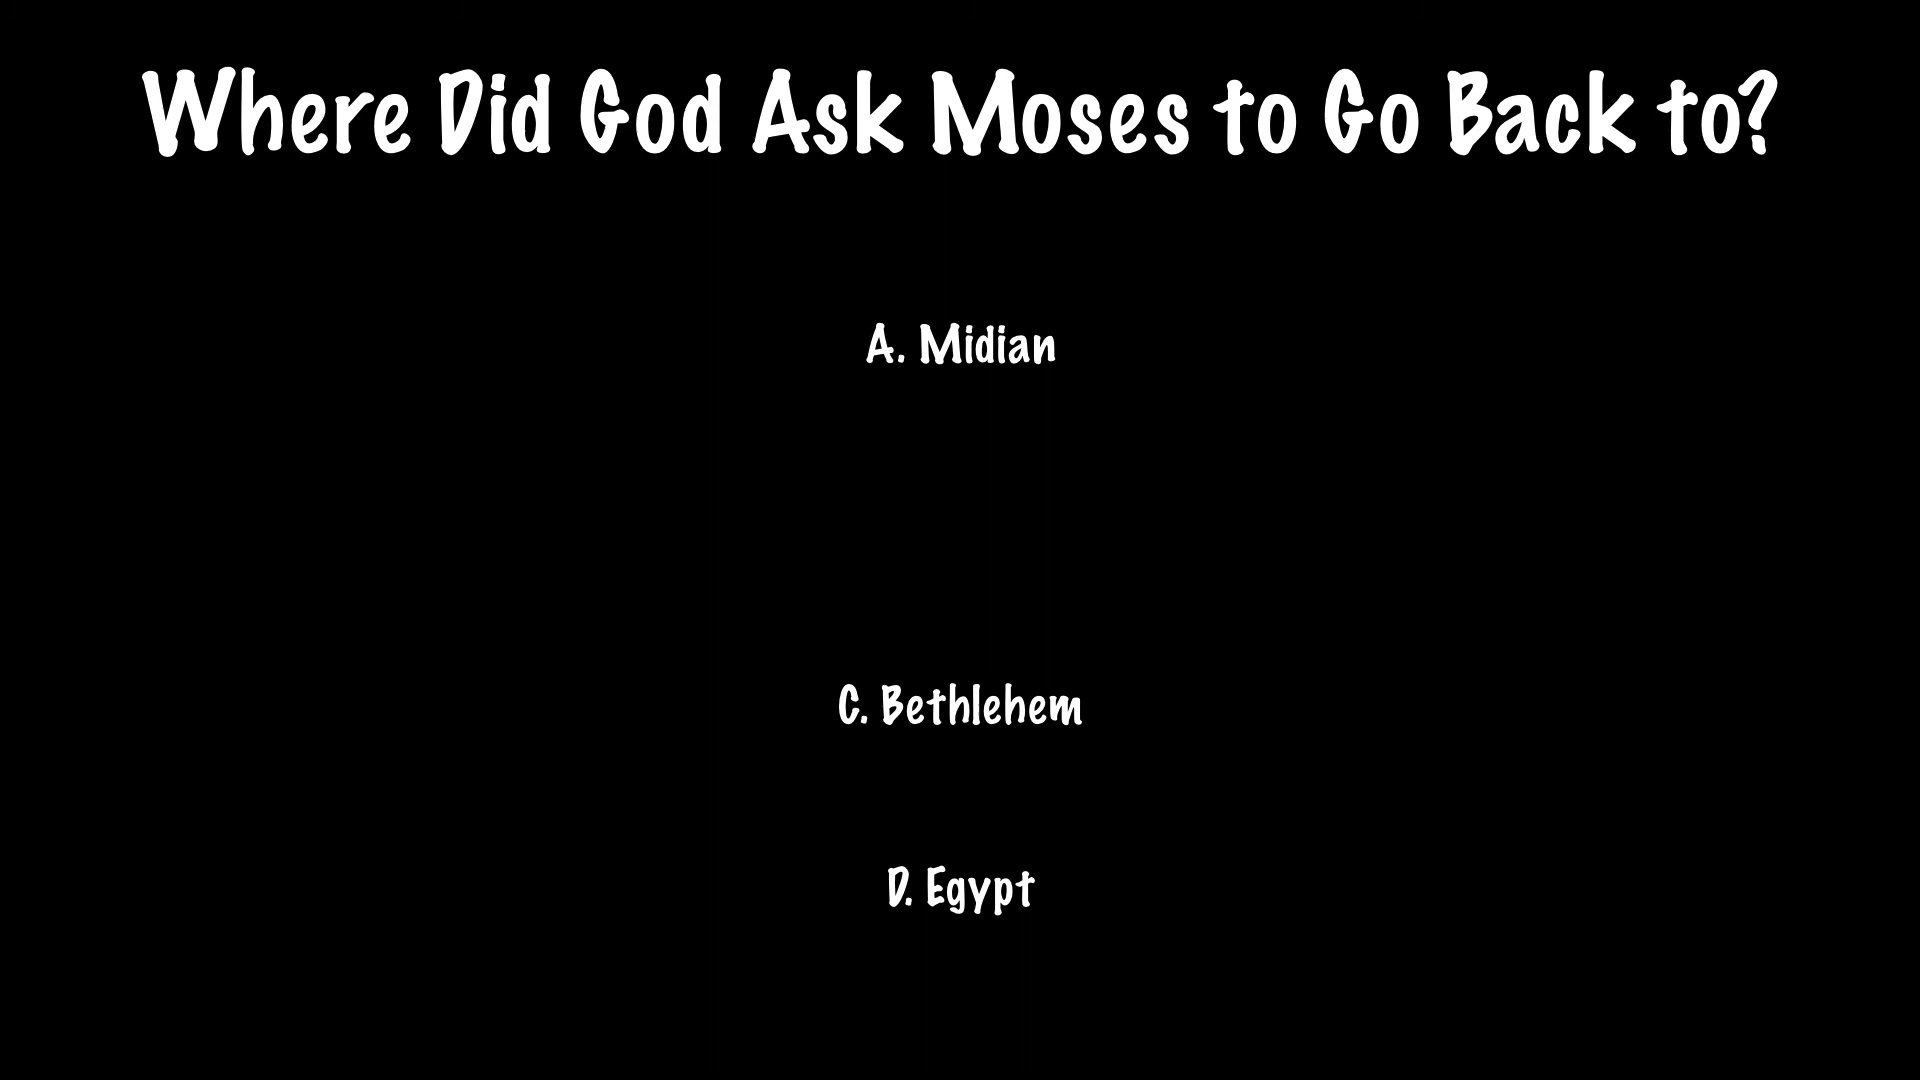 Where Did God Ask Moses to Go Back to?
A. Midian
C. Bethlehem
D. Egypt